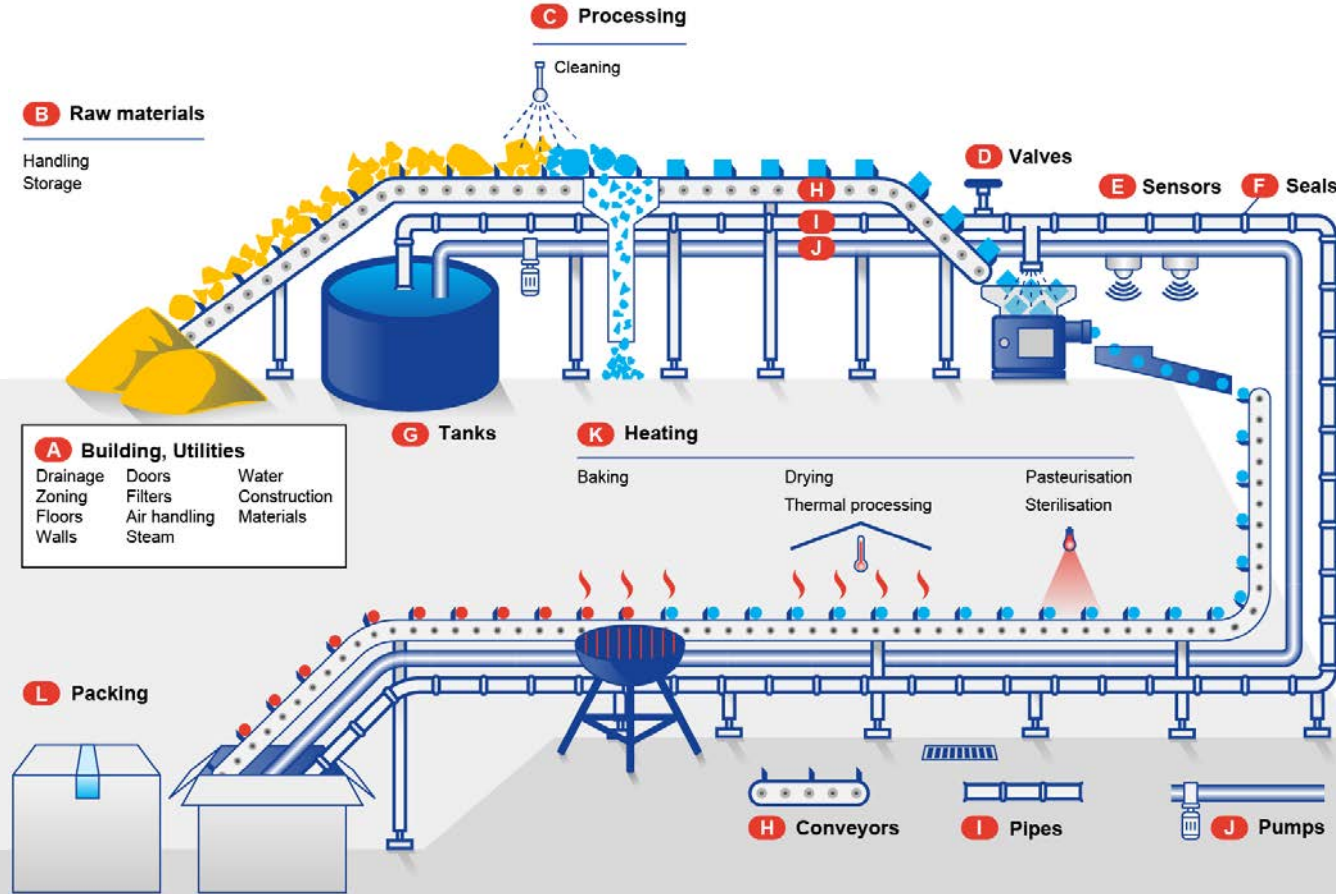 C Processing
Cleaning
B Raw materials
Handling
Storage
D Valves
E Sensors
F Seals
H
I
J
A Building, Utilities
Drainage Doors Water
Zoning Filters Construction
Floors Air handling Materials
Walls Steam
G Tanks
K Heating
Baking Drying Pasteurisation
Thermal processing Sterilisation
L Packing
H Conveyors
I Pipes
J Pumps